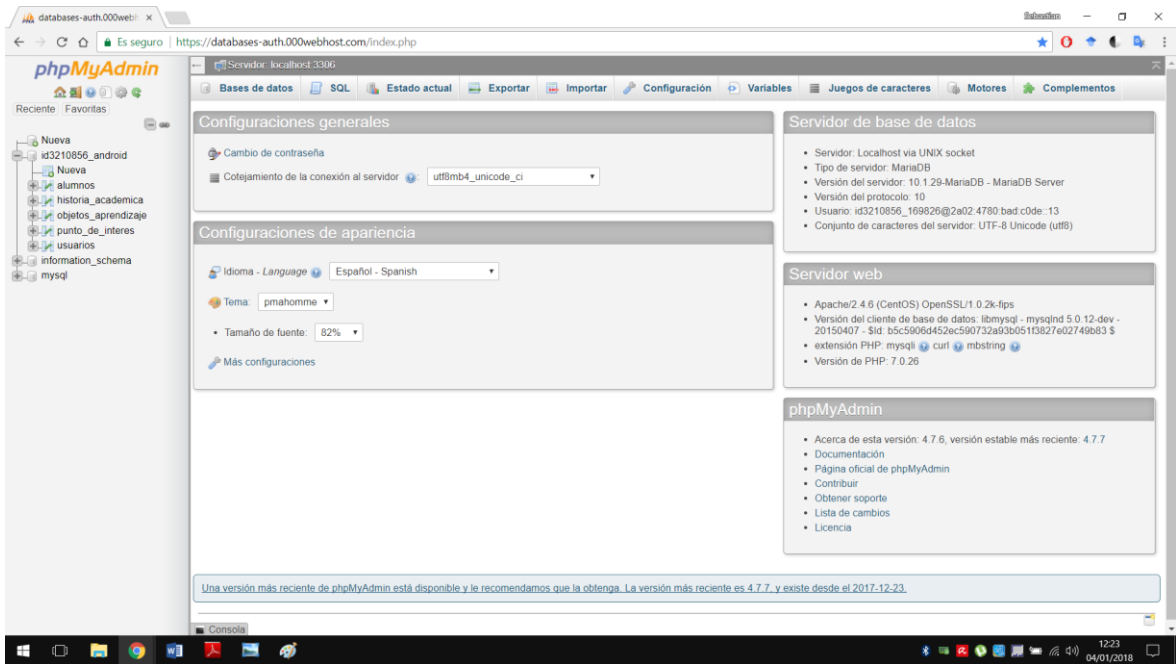 databases-auth.000webh
Sebastian
Es seguro
https://databases-auth.000webhost.com/index.php
phpMyAdmin
Reciente
Favoritas
Nueva
id3210856_android
Nueva
alumnos
historia_academica
objetos_aprendizaje
punto_de_interes
usuarios
information_schema
mysql
Servidor: localhost:3306
Bases de datos
SQL
Estado actual
Exportar
Importar
Configuración
Variables
Juegos de caracteres
Motores
Complementos
Configuraciones generales
Cambio de contraseña
Cotejamiento de la conexión al servidor
utf8mb4_unicode_ci
Configuraciones de apariencia
Idioma - Language
Español - Spanish
Tema:
pmahomme
Tamaño de fuente:
82%
Más configuraciones
Servidor de base de datos
Servidor: Localhost via UNIX socket
Tipo de servidor: MariaDB
Versión del servidor: 10.1.29-MariaDB - MariaDB Server
Versión del protocolo: 10
Usuario: id3210856_169826@2a02:4780:bad:c0de::13
Conjunto de caracteres del servidor: UTF-8 Unicode (utf8)
Servidor web
Apache/2.4.6 (CentOS) OpenSSL/1.0.2k-fips
Versión del cliente de base de datos: libmysql - mysqlnd 5.0.12-dev -
20150407 - $Id: b5c5906d452ec590732a93b051f3827e02749b83 $
extensión PHP: mysqli curl mbstring
Versión de PHP: 7.0.26
phpMyAdmin
Acerca de esta versión: 4.7.6, versión estable más reciente: 4.7.7
Documentación
Página oficial de phpMyAdmin
Contribuir
Obtener soporte
Lista de cambios
Licencia
Una versión más reciente de phpMyAdmin está disponible y le recomendamos que la obtenga. La versión más reciente es 4.7.7, y existe desde el 2017-12-23.
Consola
12:23
04/01/2018